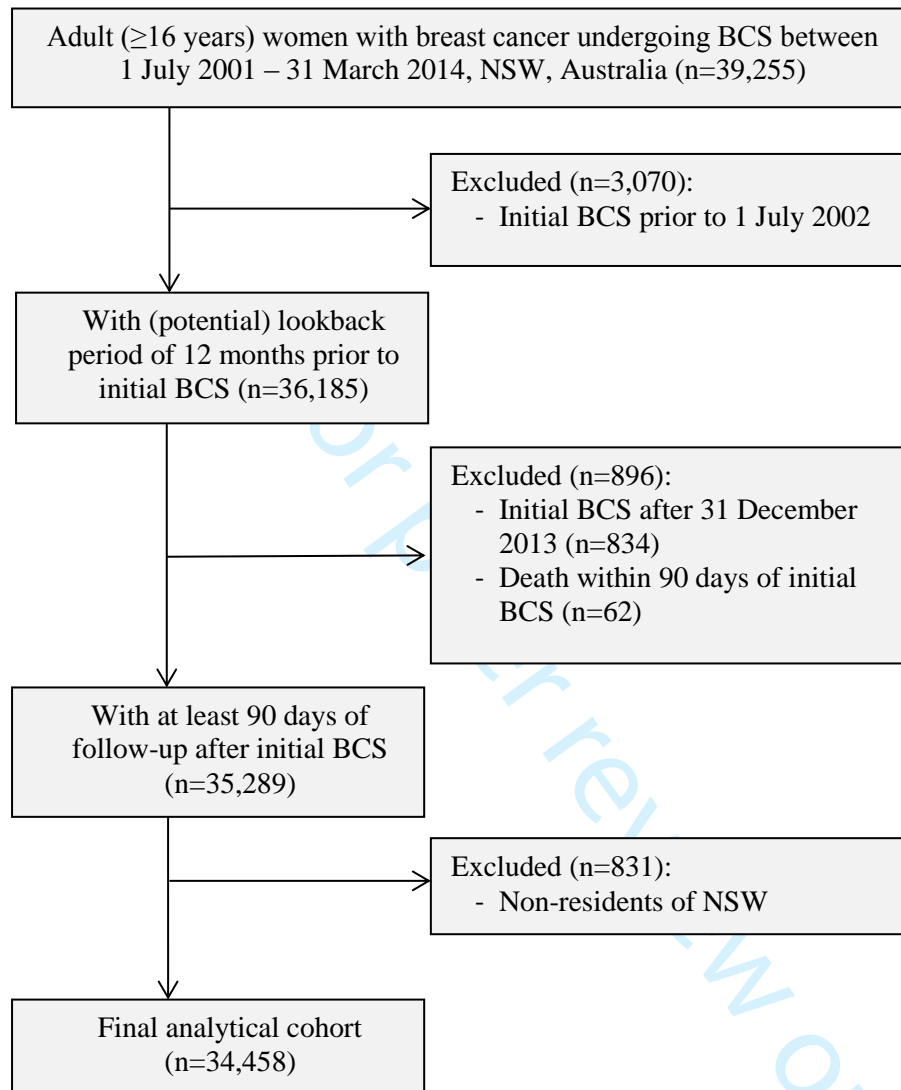 Adult (≥16 years) women with breast cancer undergoing BCS between
1 July 2001 – 31 March 2014, NSW, Australia (n=39,255)
Excluded (n=3,070):
- Initial BCS prior to 1 July 2002
With (potential) lookback
period of 12 months prior to
initial BCS (n=36,185)
Excluded (n=896):
- Initial BCS after 31 December
2013 (n=834)
- Death within 90 days of initial
BCS (n=62)
With at least 90 days of
follow-up after initial BCS
(n=35,289)
Excluded (n=831):
- Non-residents of NSW
Final analytical cohort
(n=34,458)
review